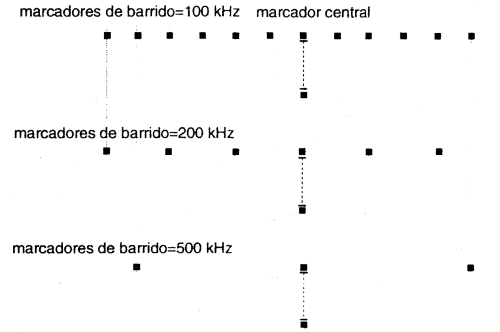 marcadores de barrido=100 kHz marcador central
marcadores de barrido=200 kHz
marcadores de barrido=500 kHz